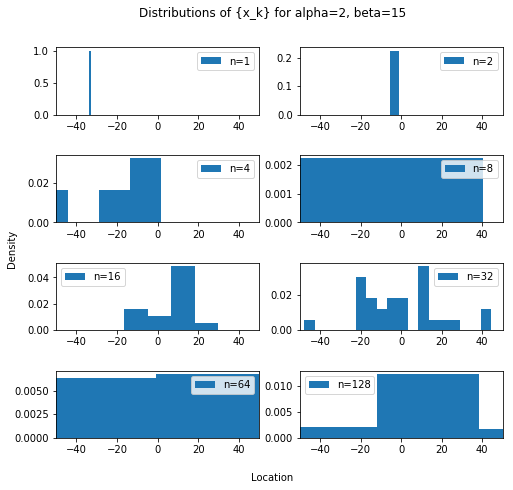 Distributions of {x_k} for alpha=2, beta=15
1.0
0.5
0.0
n=1
−40 −20 0 20 40
0.2
0.1
0.0
n=2
−40 −20 0 20 40
0.02
0.00
n=4
−40 −20 0 20 40
0.002
0.001
0.000
n=8
−40 −20 0 20 40
Density
0.04
0.02
0.00
n=16
−40 −20 0 20 40
0.02
0.00
n=32
−40 −20 0 20 40
0.0050
0.0025
0.0000
n=64
−40 −20 0 20 40
0.010
0.005
0.000
n=128
−40 −20 0 20 40
Location